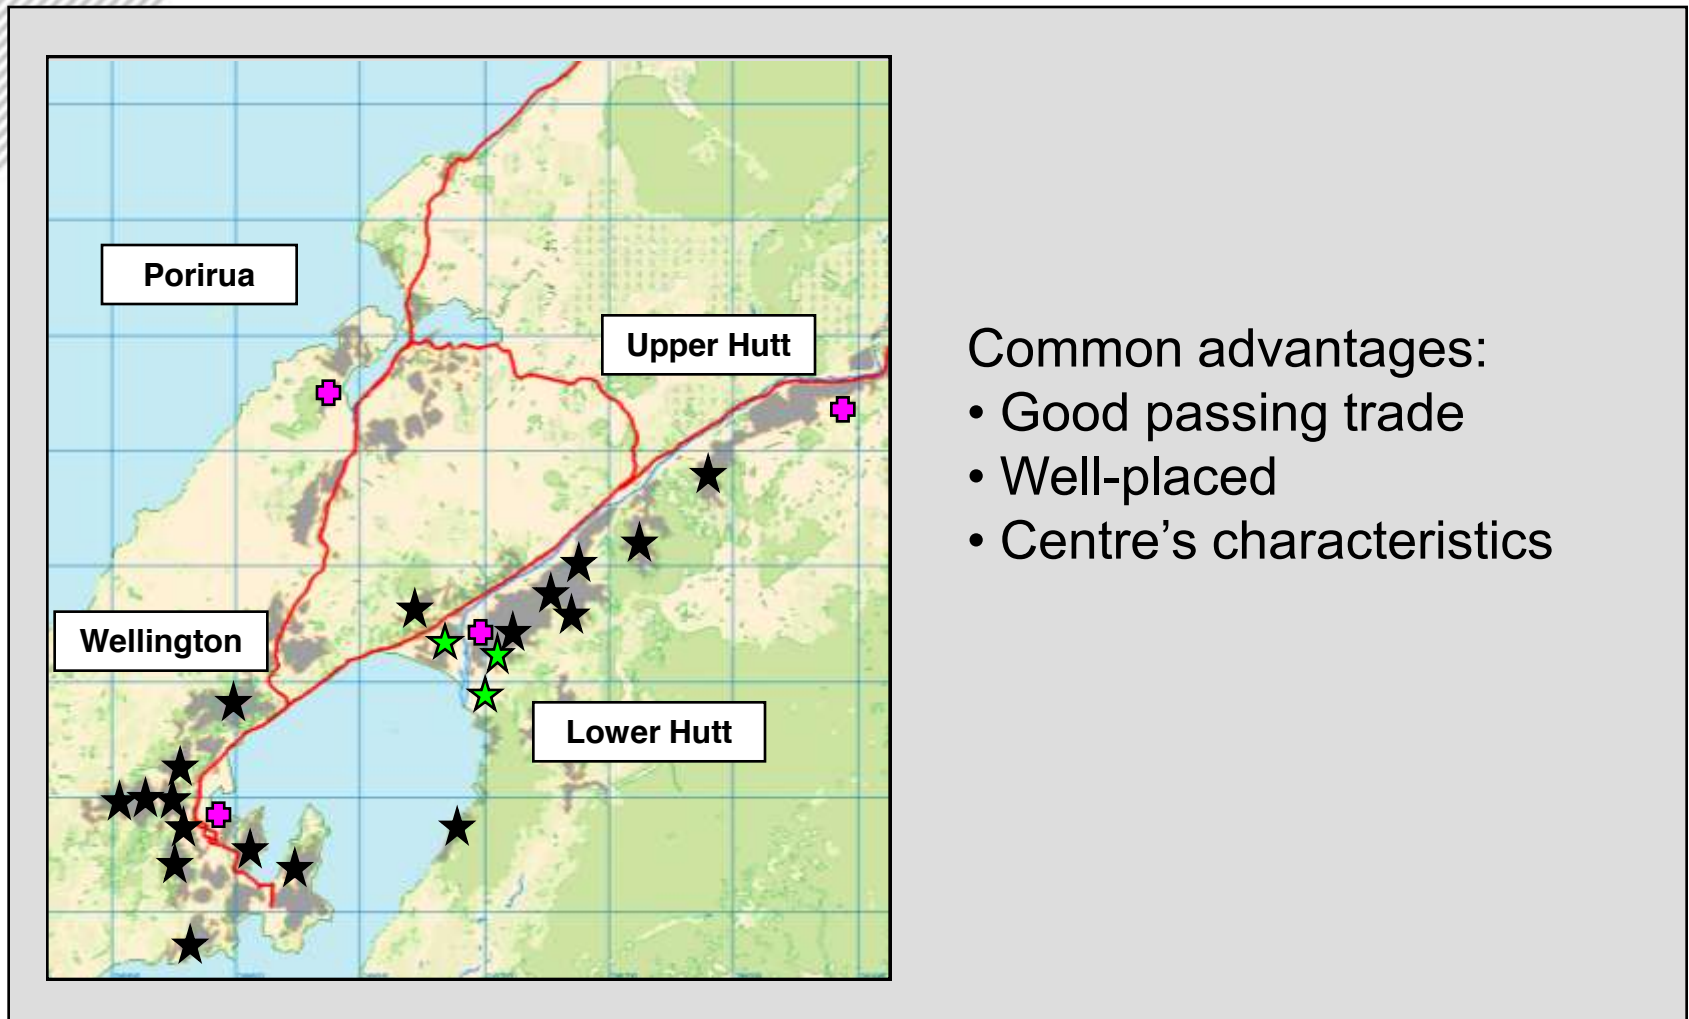 Porirua
Upper Hutt
Wellington
Lower Hutt
Common advantages:
• Good passing trade
• Well-placed
• Centre’s characteristics